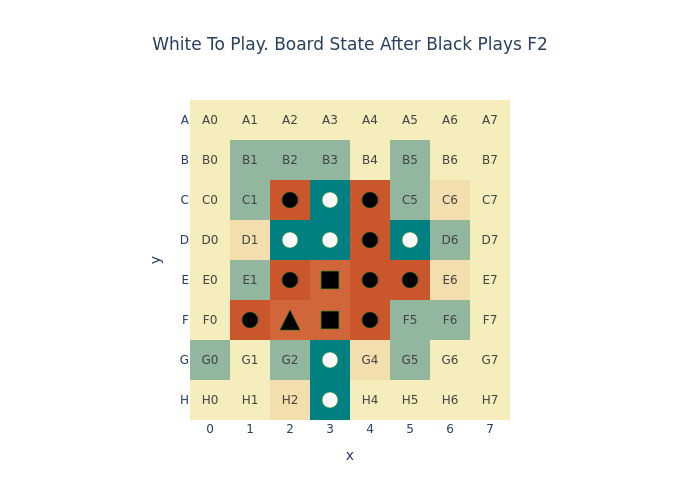 White To Play. Board State After Black Plays F2
A A0 A1 A2 A3 A4 A5 A6 A7
B B0 B1 B2 B3 B4 B5 B6 B7
C C0 C1 C5 C6 C7
D D0 D1 D6 D7
y
E E0 E1 E6 E7
F F0 F5 F6 F7
G G0 G1 G2 G4 G5 G6 G7
H H0 H1 H2 H4 H5 H6 H7
0 1 2 3 4 5 6 7
x